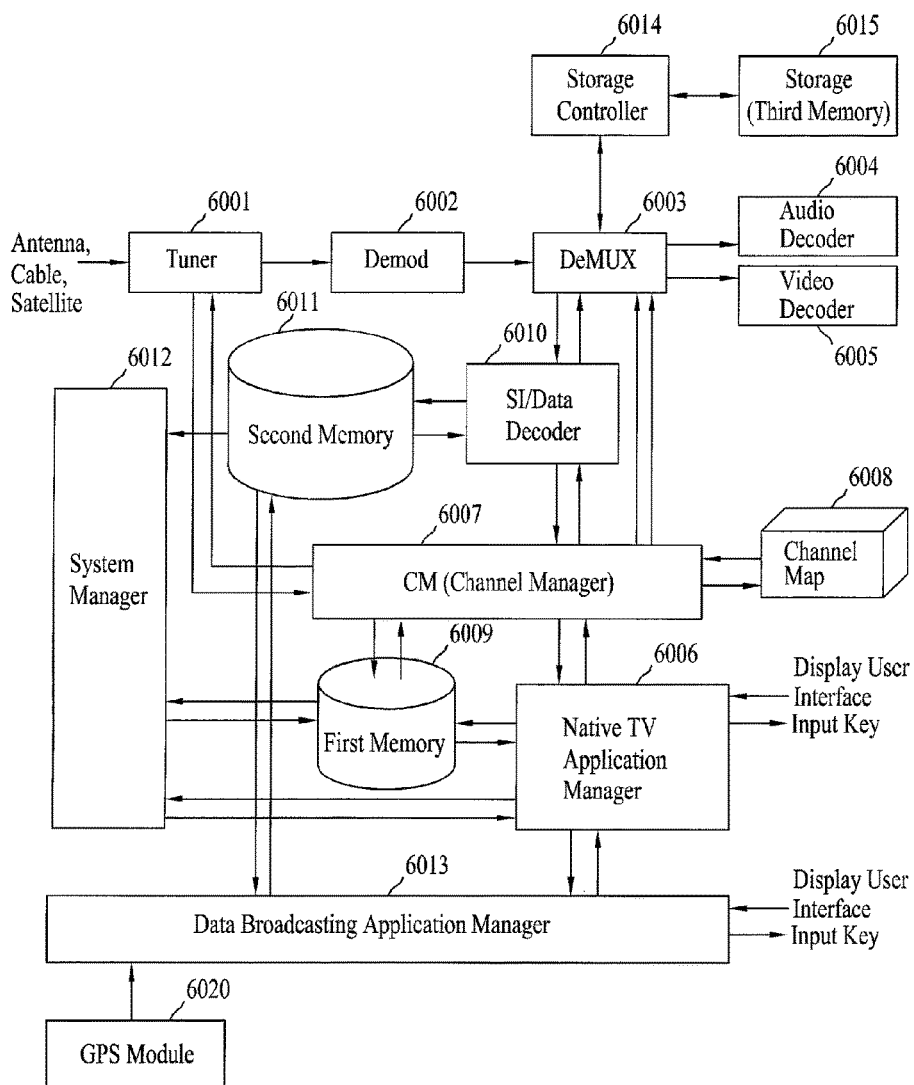 6014
6015
Storage
Controller
Storage
(Third Memory)
6001
6002
6003
6004
Antenna,
Cable,
Satellite
Tuner
Demod
DeMUX
Audio
Decoder
Video
Decoder
6005
6011
6010
6012
Second Memory
SI/Data
Decoder
6008
6007
System
Manager
CM (Channel Manager)
Channel
Map
6009
6006
First Memory
Native TV
Application
Manager
Display User
Interface
Input Key
6013
Data Broadcasting Application Manager
Display User
Interface
Input Key
6020
GPS Module